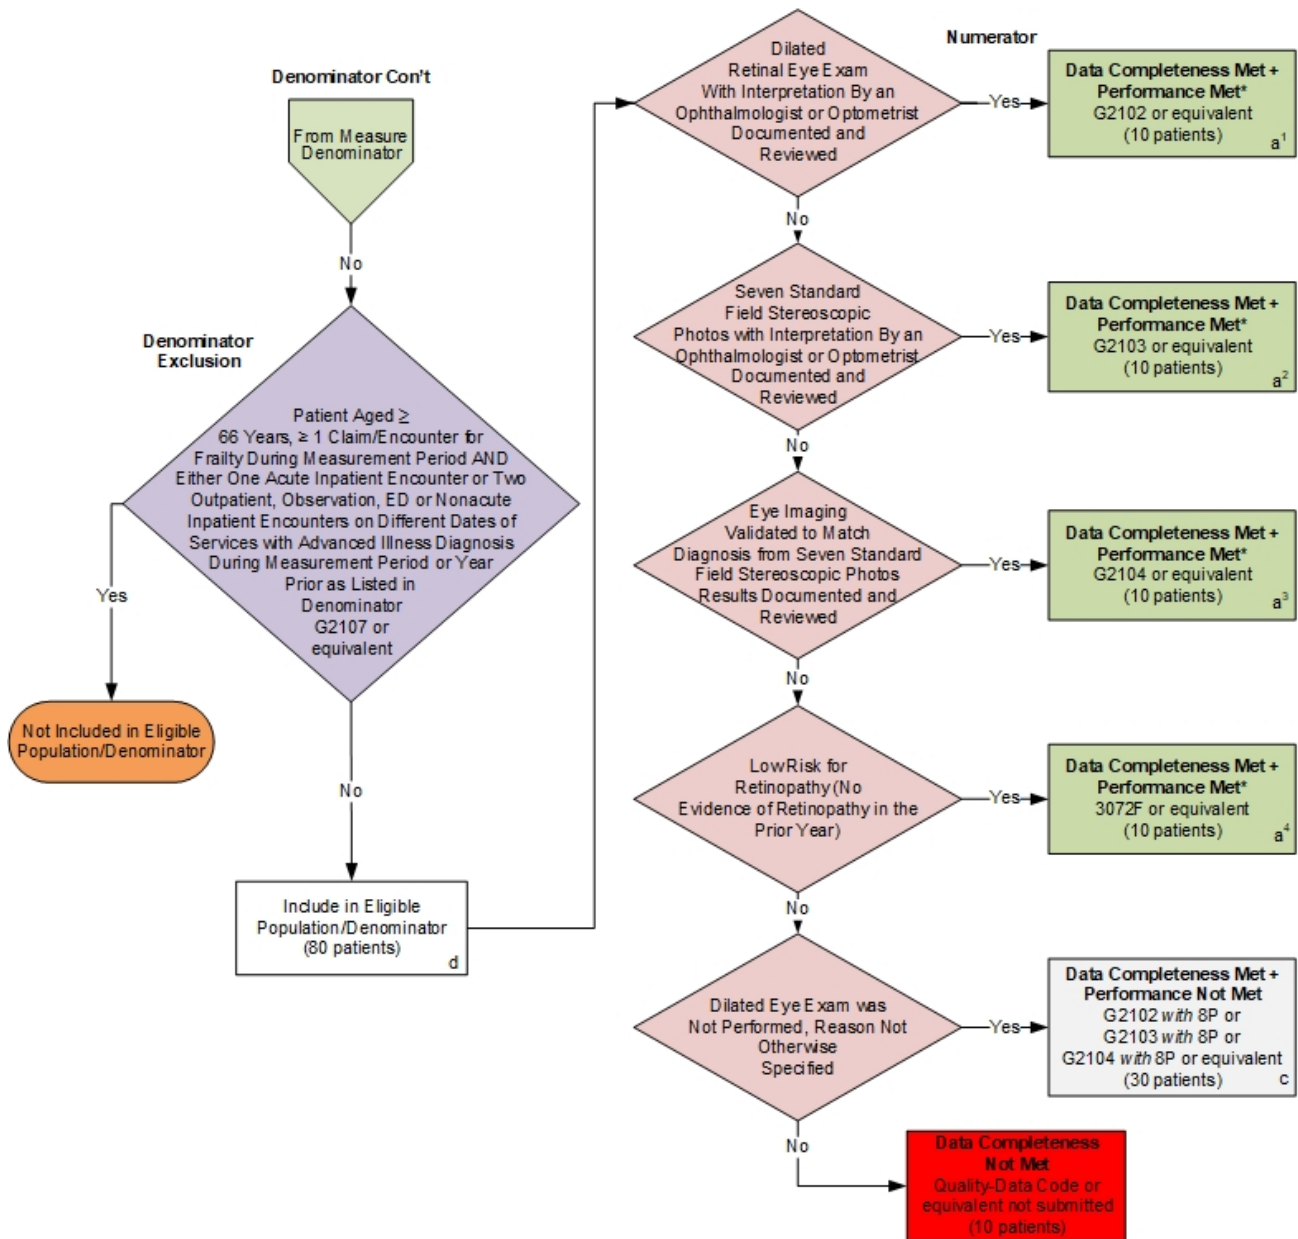 Denominator Con't
From Measure
Denominator
No
Denominator
Exclusion
Patient Aged ≥
66 Years, ≥ 1 Claim/Encounter for
Frailty During Measurement Period AND
Either One Acute Inpatient Encounter or Two
Outpatient, Observation, ED or Nonacute
Inpatient Encounters on Different Dates of
Services with Advanced Illness Diagnosis
During Measurement Period or Year
Prior as Listed in
Denominator
G2107 or
equivalent
Yes
Not Included in Eligible
Population/Denominator
No
Include in Eligible
Population/Denominator
(80 patients)
d
Numerator
Dilated
Retinal Eye Exam
With Interpretation By an
Ophthalmologist or Optometrist
Documented and
Reviewed
Yes
Data Completeness Met +
Performance Met*
G2102 or equivalent
(10 patients)
a¹
No
Seven Standard
Field Stereoscopic
Photos with Interpretation By an
Ophthalmologist or Optometrist
Documented and
Reviewed
Yes
Data Completeness Met +
Performance Met*
G2103 or equivalent
(10 patients)
a²
No
Eye Imaging
Validated to Match
Diagnosis from Seven Standard
Field Stereoscopic Photos
Results Documented and
Reviewed
Yes
Data Completeness Met +
Performance Met*
G2104 or equivalent
(10 patients)
a³
No
Low Risk for
Retinopathy (No
Evidence of Retinopathy in the
Prior Year)
Yes
Data Completeness Met +
Performance Met*
3072F or equivalent
(10 patients)
a⁴
No
Dilated Eye Exam was
Not Performed, Reason Not
Otherwise
Specified
Yes
Data Completeness Met +
Performance Not Met
G2102 with 8P or
G2103 with 8P or
G2104 with 8P or equivalent
(30 patients)
c
No
Data Completeness
Not Met
Quality-Data Code or
equivalent not submitted
(10 patients)